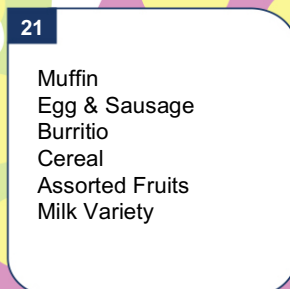 21
Muffin
Egg & Sausage
Burritio
Cereal
Assorted Fruits
Milk Variety